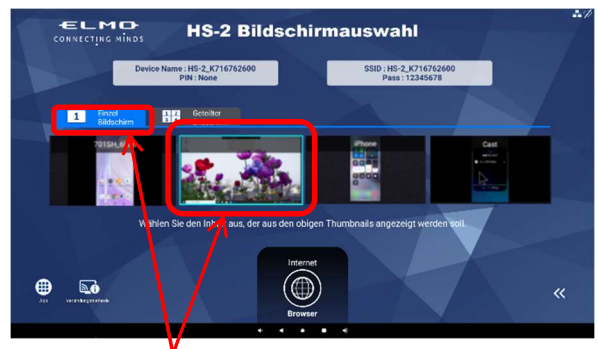 ELMO
CONNECTING MINDS
HS-2 Bildschirmauswahl
Device Name : HS-2_K716762600
PIN : None
SSID : HS-2_K716762600
Pass : 12345678
1
Einzel
Bildschirm
Geteilter
701SH_
iPhone
Cast
Wählen Sie den Inhalt aus, der aus den obigen Thumbnails angezeigt werden soll.
Internet
Browser